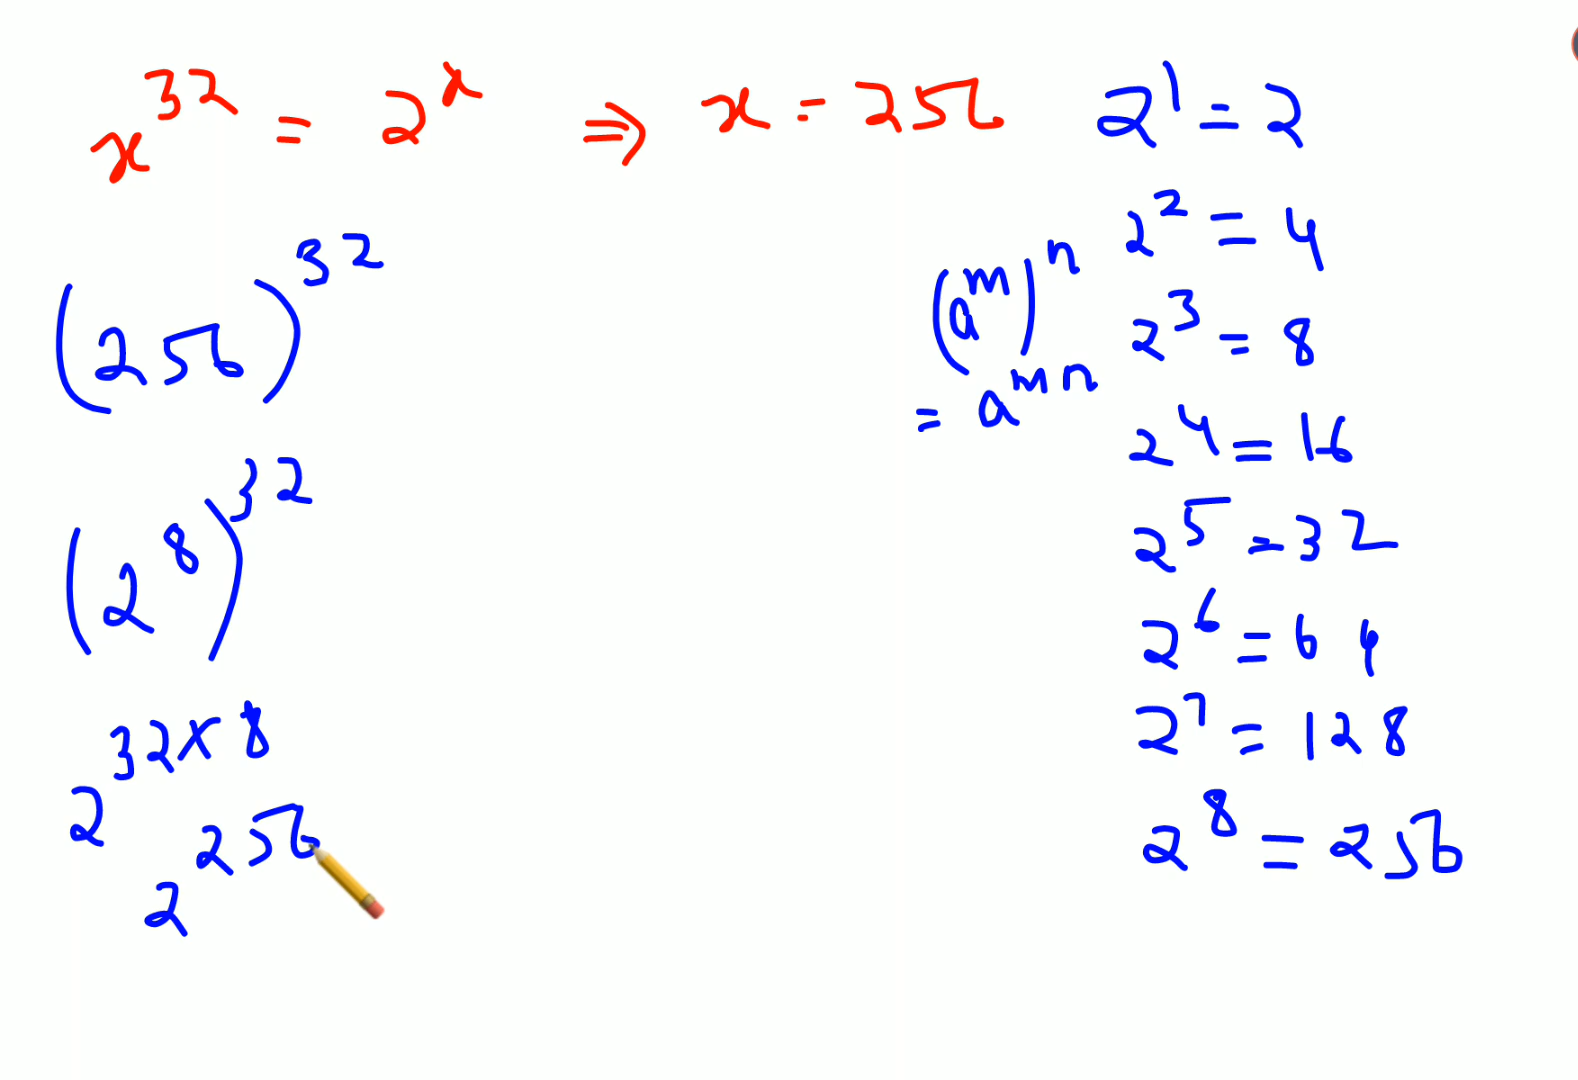 x^32 = 2^x ⇒ x = 256
(256)^32
(2^8)^32
2^32×8
2^256
(a^m)^n
= a^mn
2^1 = 2
2^2 = 4
2^3 = 8
2^4 = 16
2^5 = 32
2^6 = 64
2^7 = 128
2^8 = 256